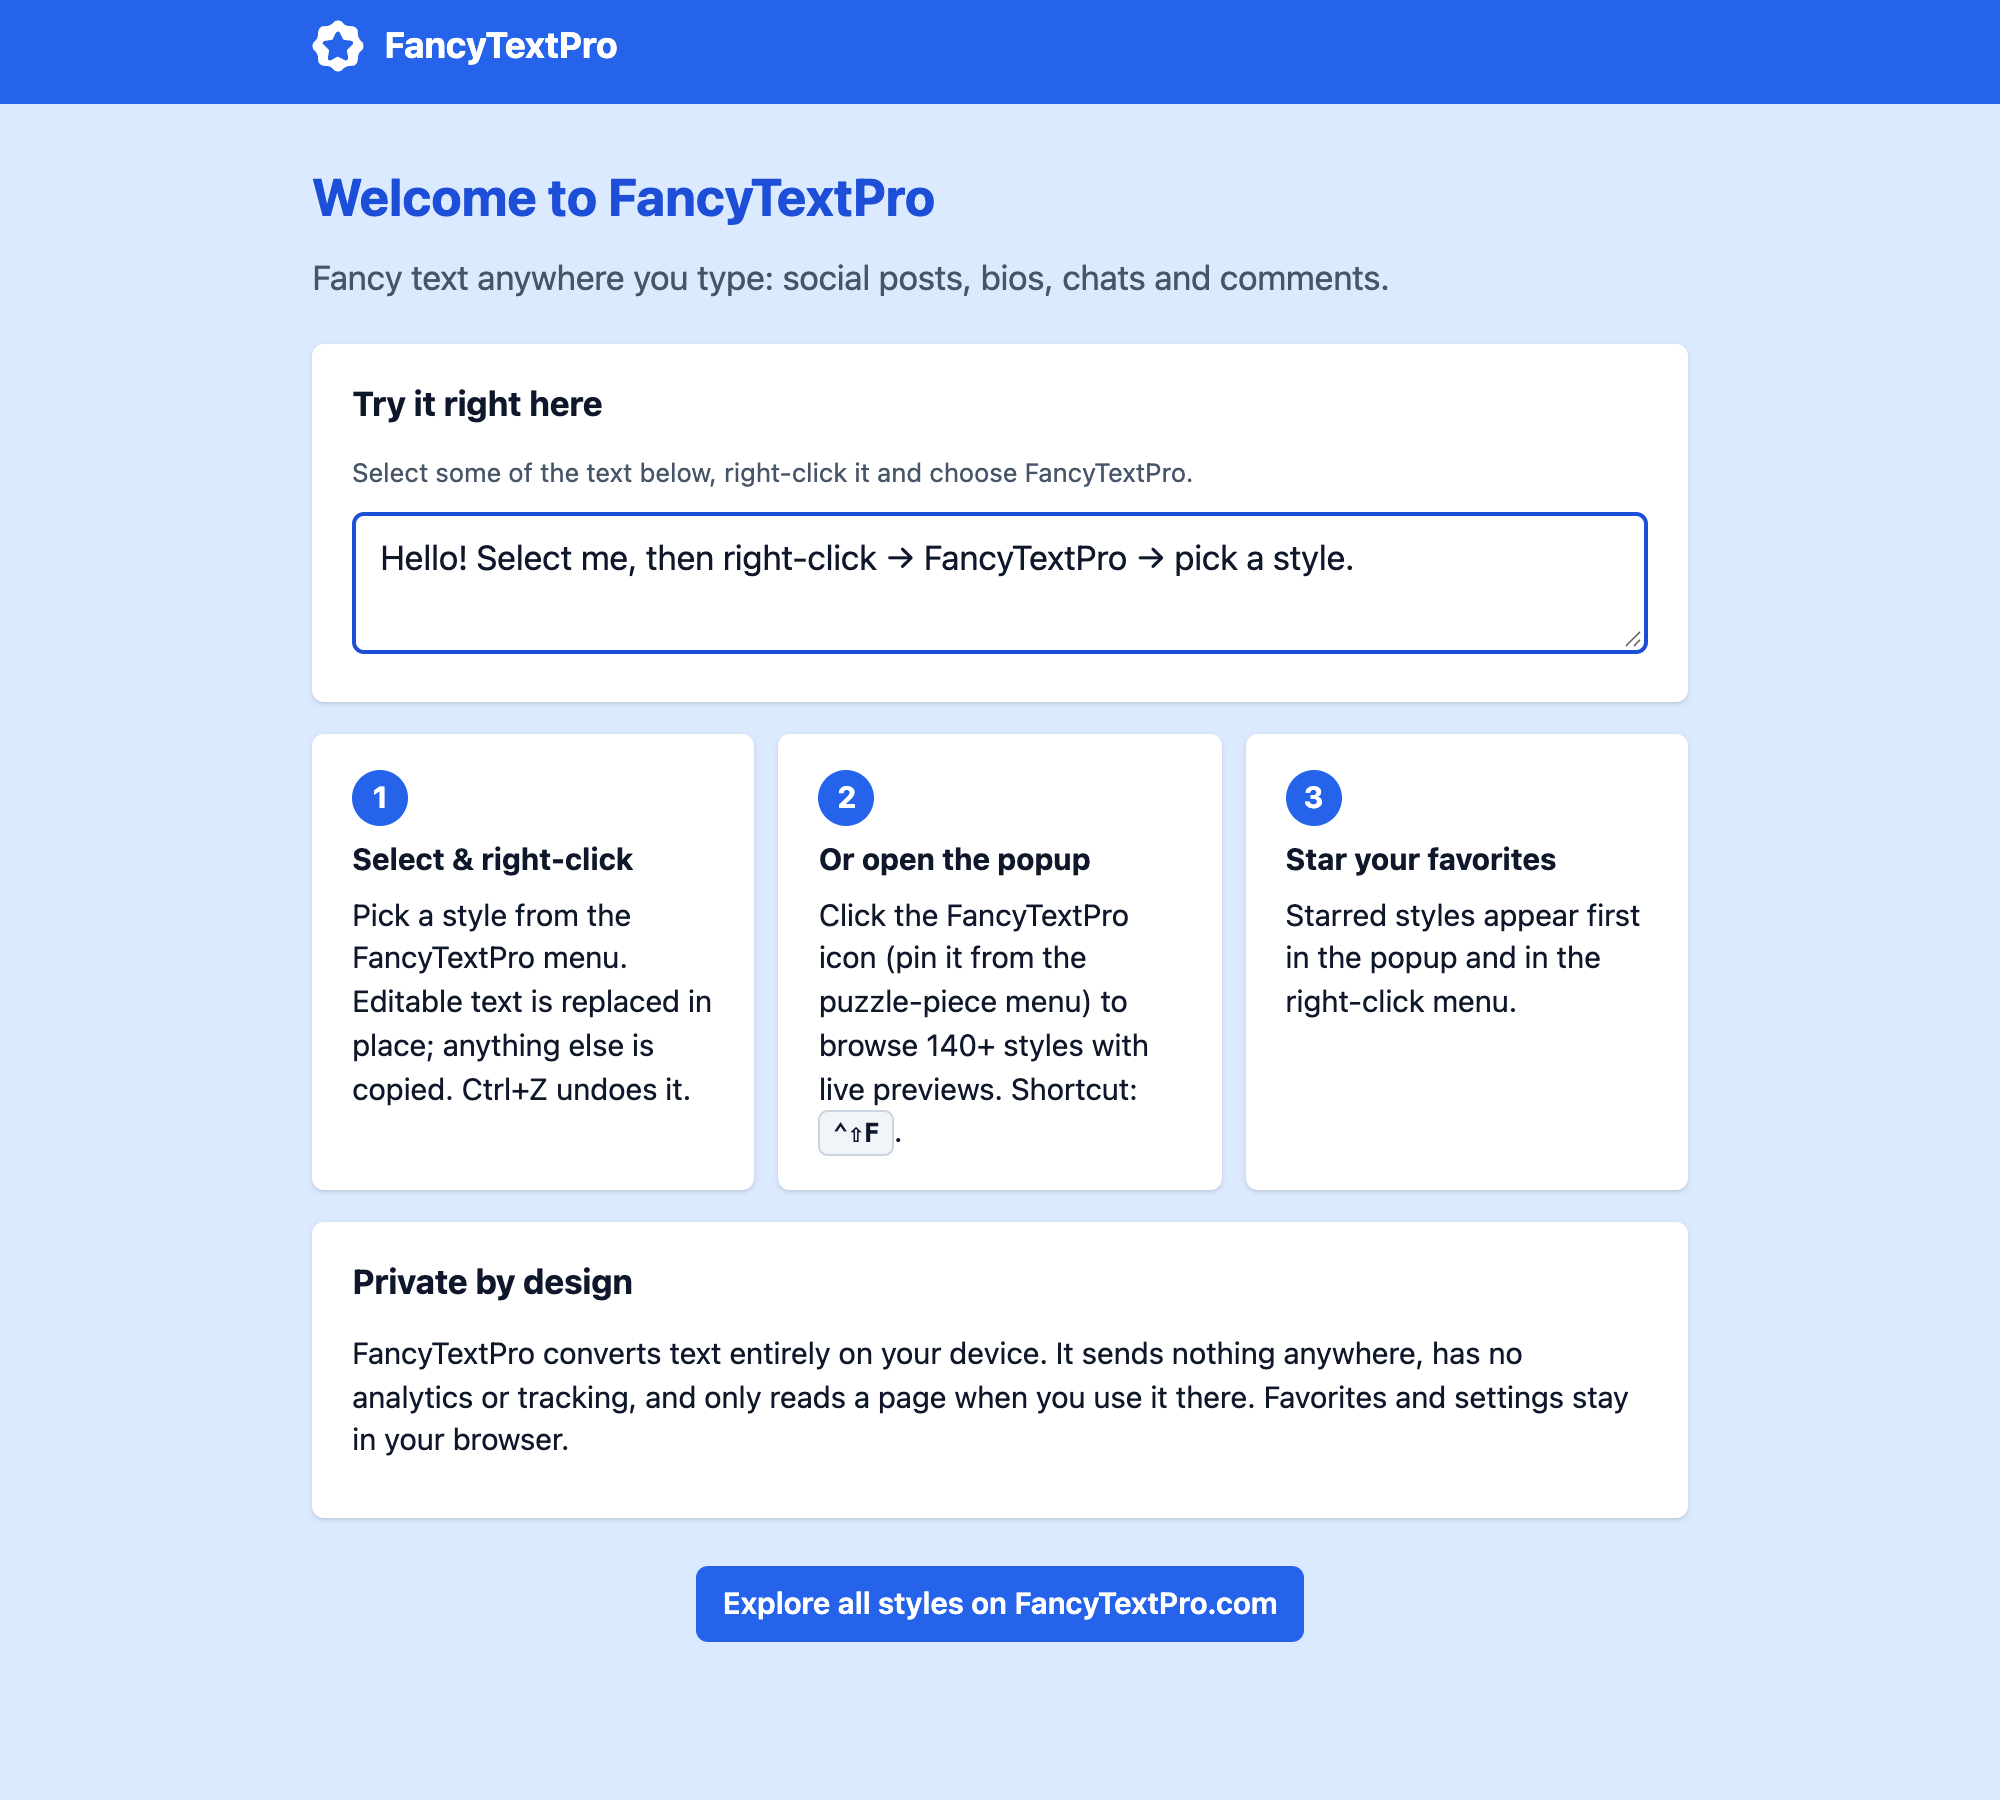 FancyTextPro
Welcome to FancyTextPro
Fancy text anywhere you type: social posts, bios, chats and comments.
Try it right here
Select some of the text below, right-click it and choose FancyTextPro.
Hello! Select me, then right-click → FancyTextPro → pick a style.
1
Select & right-click
Pick a style from the
FancyTextPro menu.
Editable text is replaced in
place; anything else is
copied. Ctrl+Z undoes it.
2
Or open the popup
Click the FancyTextPro
icon (pin it from the
puzzle-piece menu) to
browse 140+ styles with
live previews. Shortcut:
^⇧F.
3
Star your favorites
Starred styles appear first
in the popup and in the
right-click menu.
Private by design
FancyTextPro converts text entirely on your device. It sends nothing anywhere, has no
analytics or tracking, and only reads a page when you use it there. Favorites and settings stay
in your browser.
Explore all styles on FancyTextPro.com